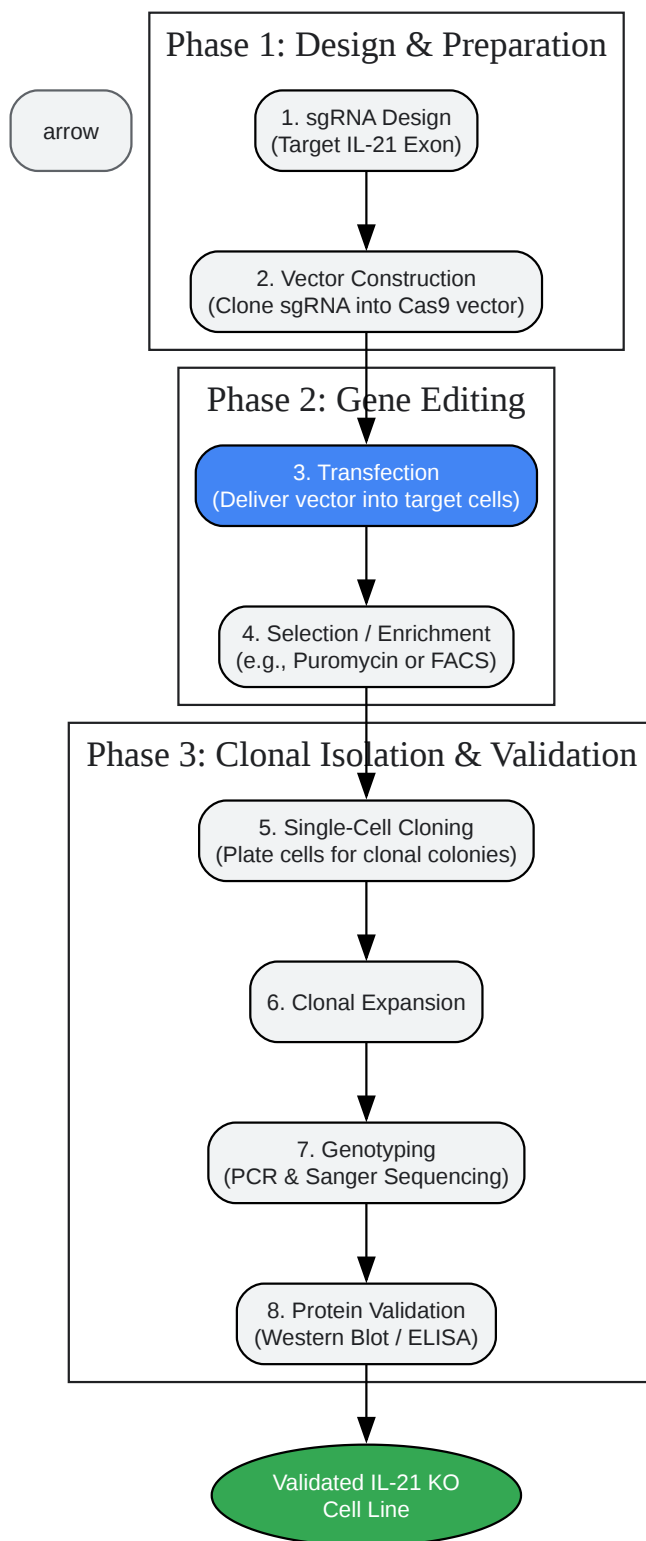 Phase 1: Design & Preparation
arrow
1. sgRNA Design
(Target IL-21 Exon)
2. Vector Construction
(Clone sgRNA into Cas9 vector)
Phase 2: Gene Editing
3. Transfection
(Deliver vector into target cells)
4. Selection / Enrichment
(e.g., Puromycin or FACS)
Phase 3: Clonal Isolation & Validation
5. Single-Cell Cloning
(Plate cells for clonal colonies)
6. Clonal Expansion
7. Genotyping
(PCR & Sanger Sequencing)
8. Protein Validation
(Western Blot / ELISA)
Validated IL-21 KO
Cell Line